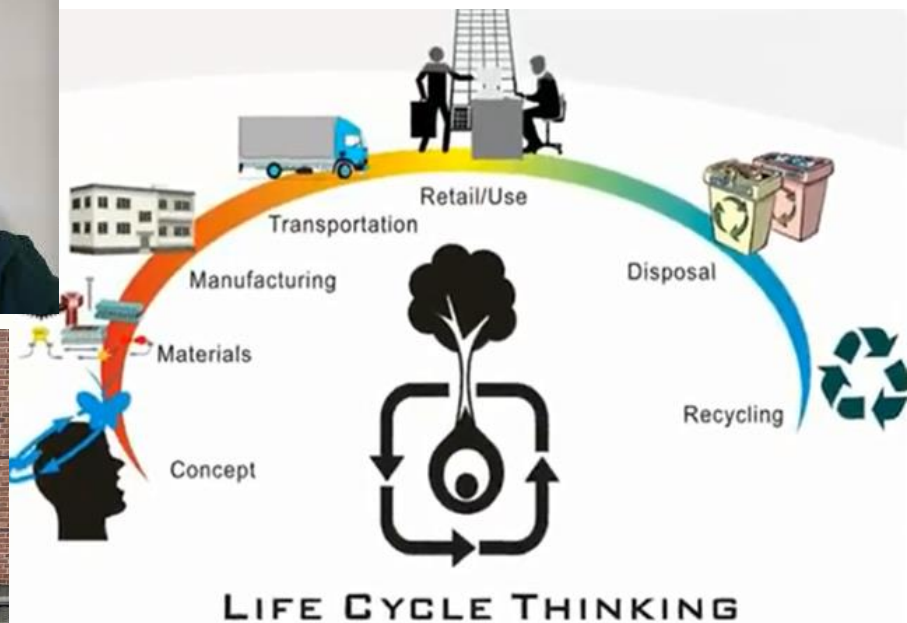 Retail/Use
Transportation
Manufacturing
Disposal
Materials
Recycling
Concept
LIFE CYCLE THINKING